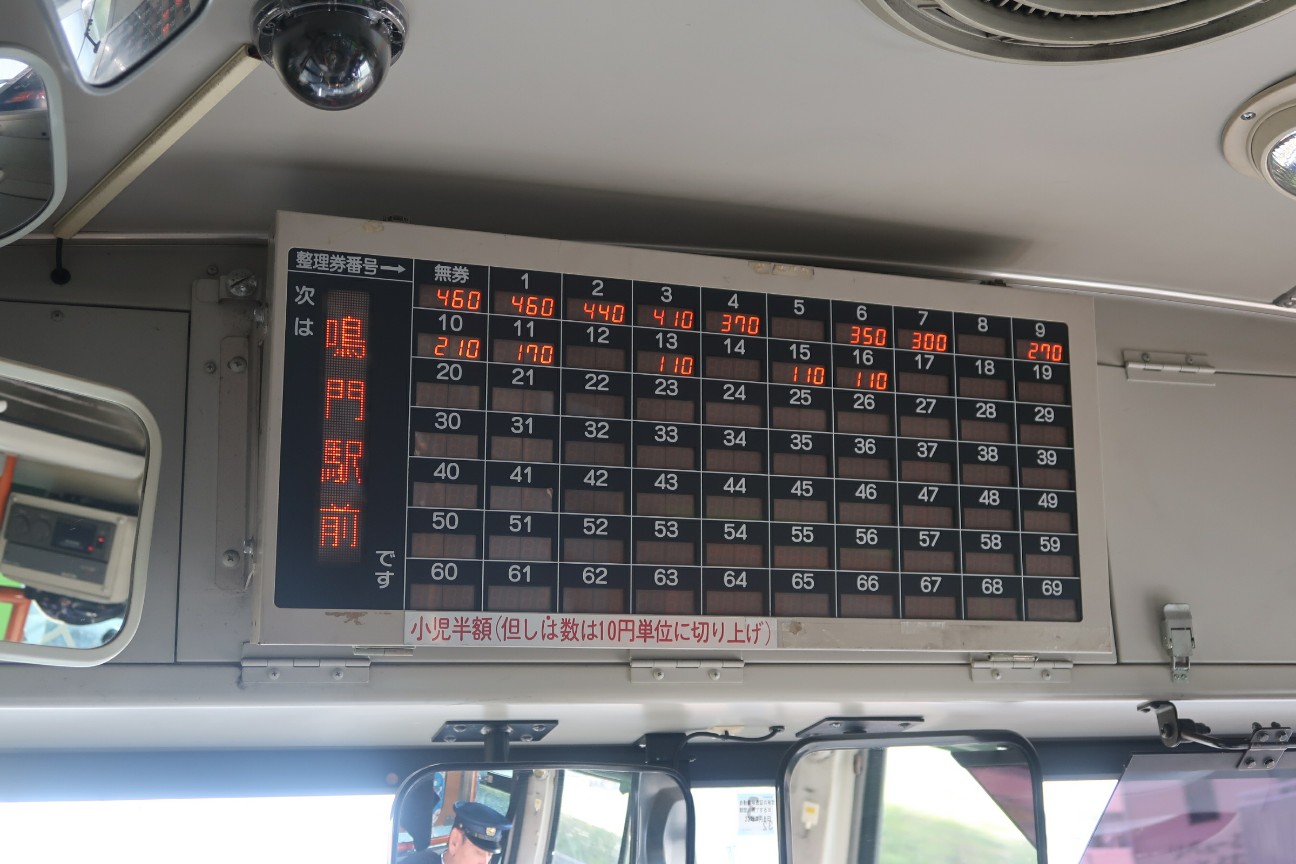 整理券番号→
次は
鳴門駅前
です
無券 1 2 3 4 5 6 7 8 9
460 460 440 410 370 350 300 270
10 11 12 13 14 15 16 17 18 19
210 170 110 110 110
20 21 22 23 24 25 26 27 28 29
30 31 32 33 34 35 36 37 38 39
40 41 42 43 44 45 46 47 48 49
50 51 52 53 54 55 56 57 58 59
60 61 62 63 64 65 66 67 68 69
小児半額(但しは数は10円単位に切り上げ)